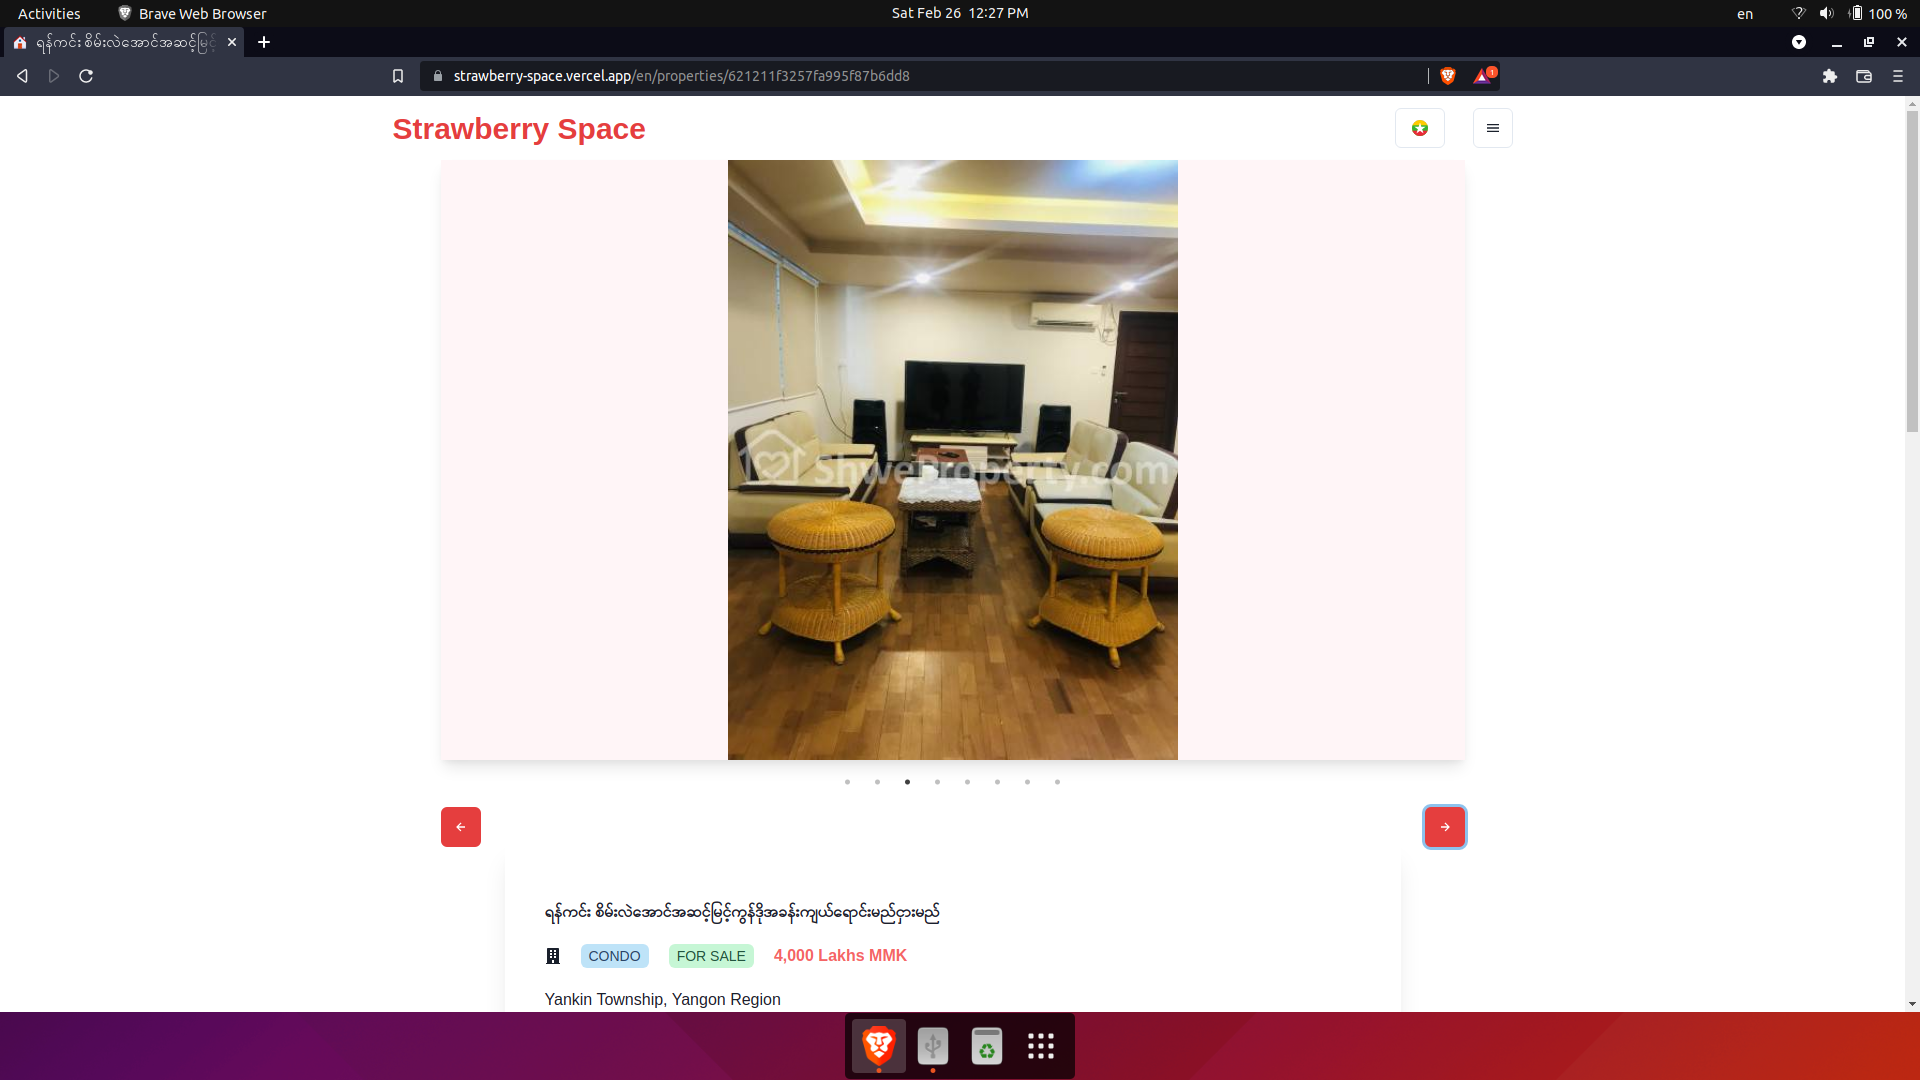 Activities
Brave Web Browser
Sat Feb 26 12:27 PM
en
100 %
ရန်ကင်း စိမ်းလဲအောင်အဆင့်မြင့်
strawberry-space.vercel.app/en/properties/621211f3257fa995f87b6dd8
1
Strawberry Space
ShweProperty.com
ရန်ကင်း စိမ်းလဲအောင်အဆင့်မြင့်ကွန်ဒိုအခန်းကျယ်ရောင်းမည်ငှားမည်
CONDO
FOR SALE
4,000 Lakhs MMK
Yankin Township, Yangon Region